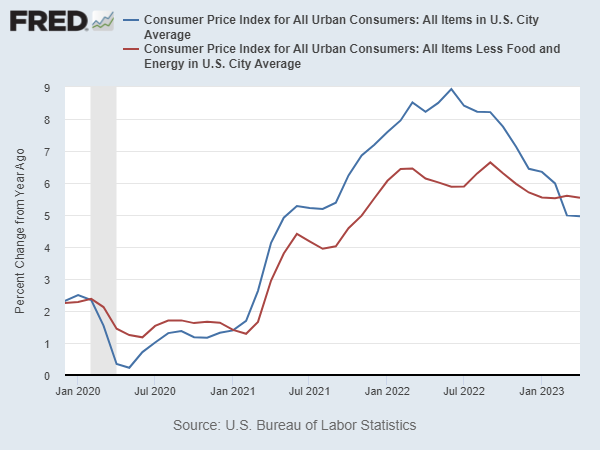 FRED
Consumer Price Index for All Urban Consumers: All Items in U.S. City
Average
Consumer Price Index for All Urban Consumers: All Items Less Food and
Energy in U.S. City Average
Percent Change from Year Ago
9
8
7
6
5
4
3
2
1
0
Jan 2020 Jul 2020 Jan 2021 Jul 2021 Jan 2022 Jul 2022 Jan 2023
Source: U.S. Bureau of Labor Statistics